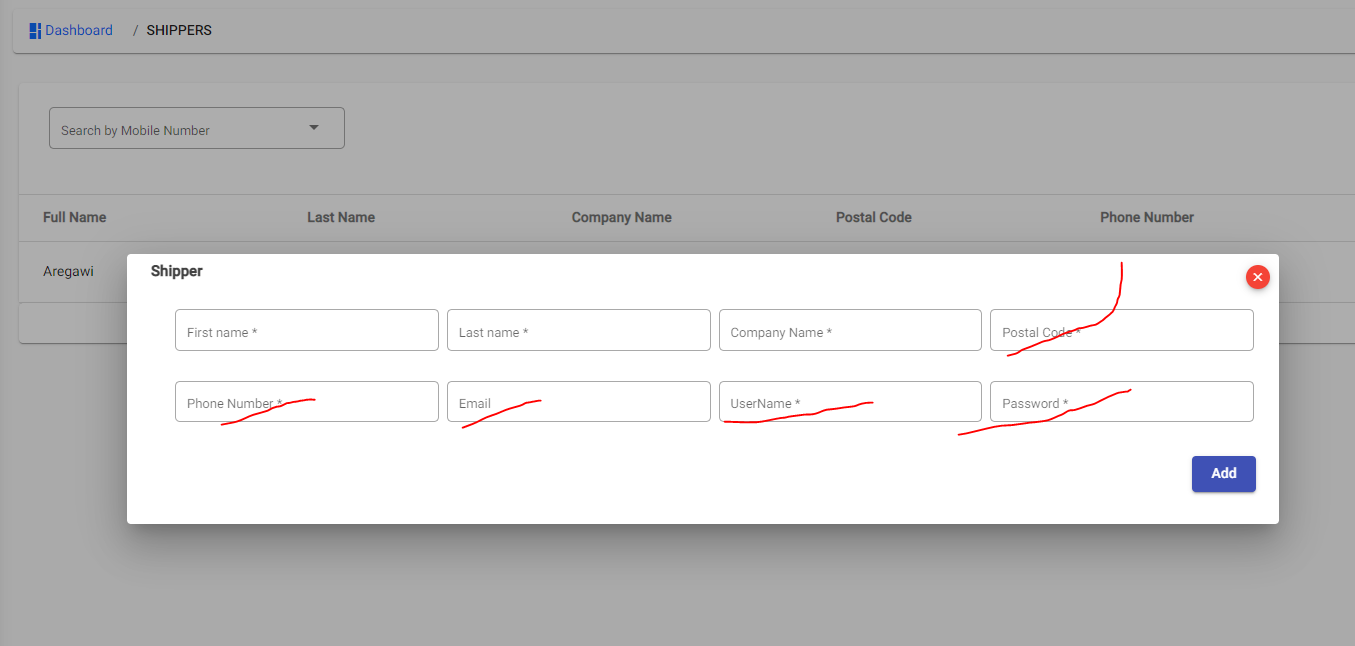 Dashboard / SHIPPERS
Search by Mobile Number
Full Name Last Name Company Name Postal Code Phone Number
Aregawi
Shipper
First name * Last name * Company Name * Postal Code *
Phone Number * Email UserName * Password *
Add